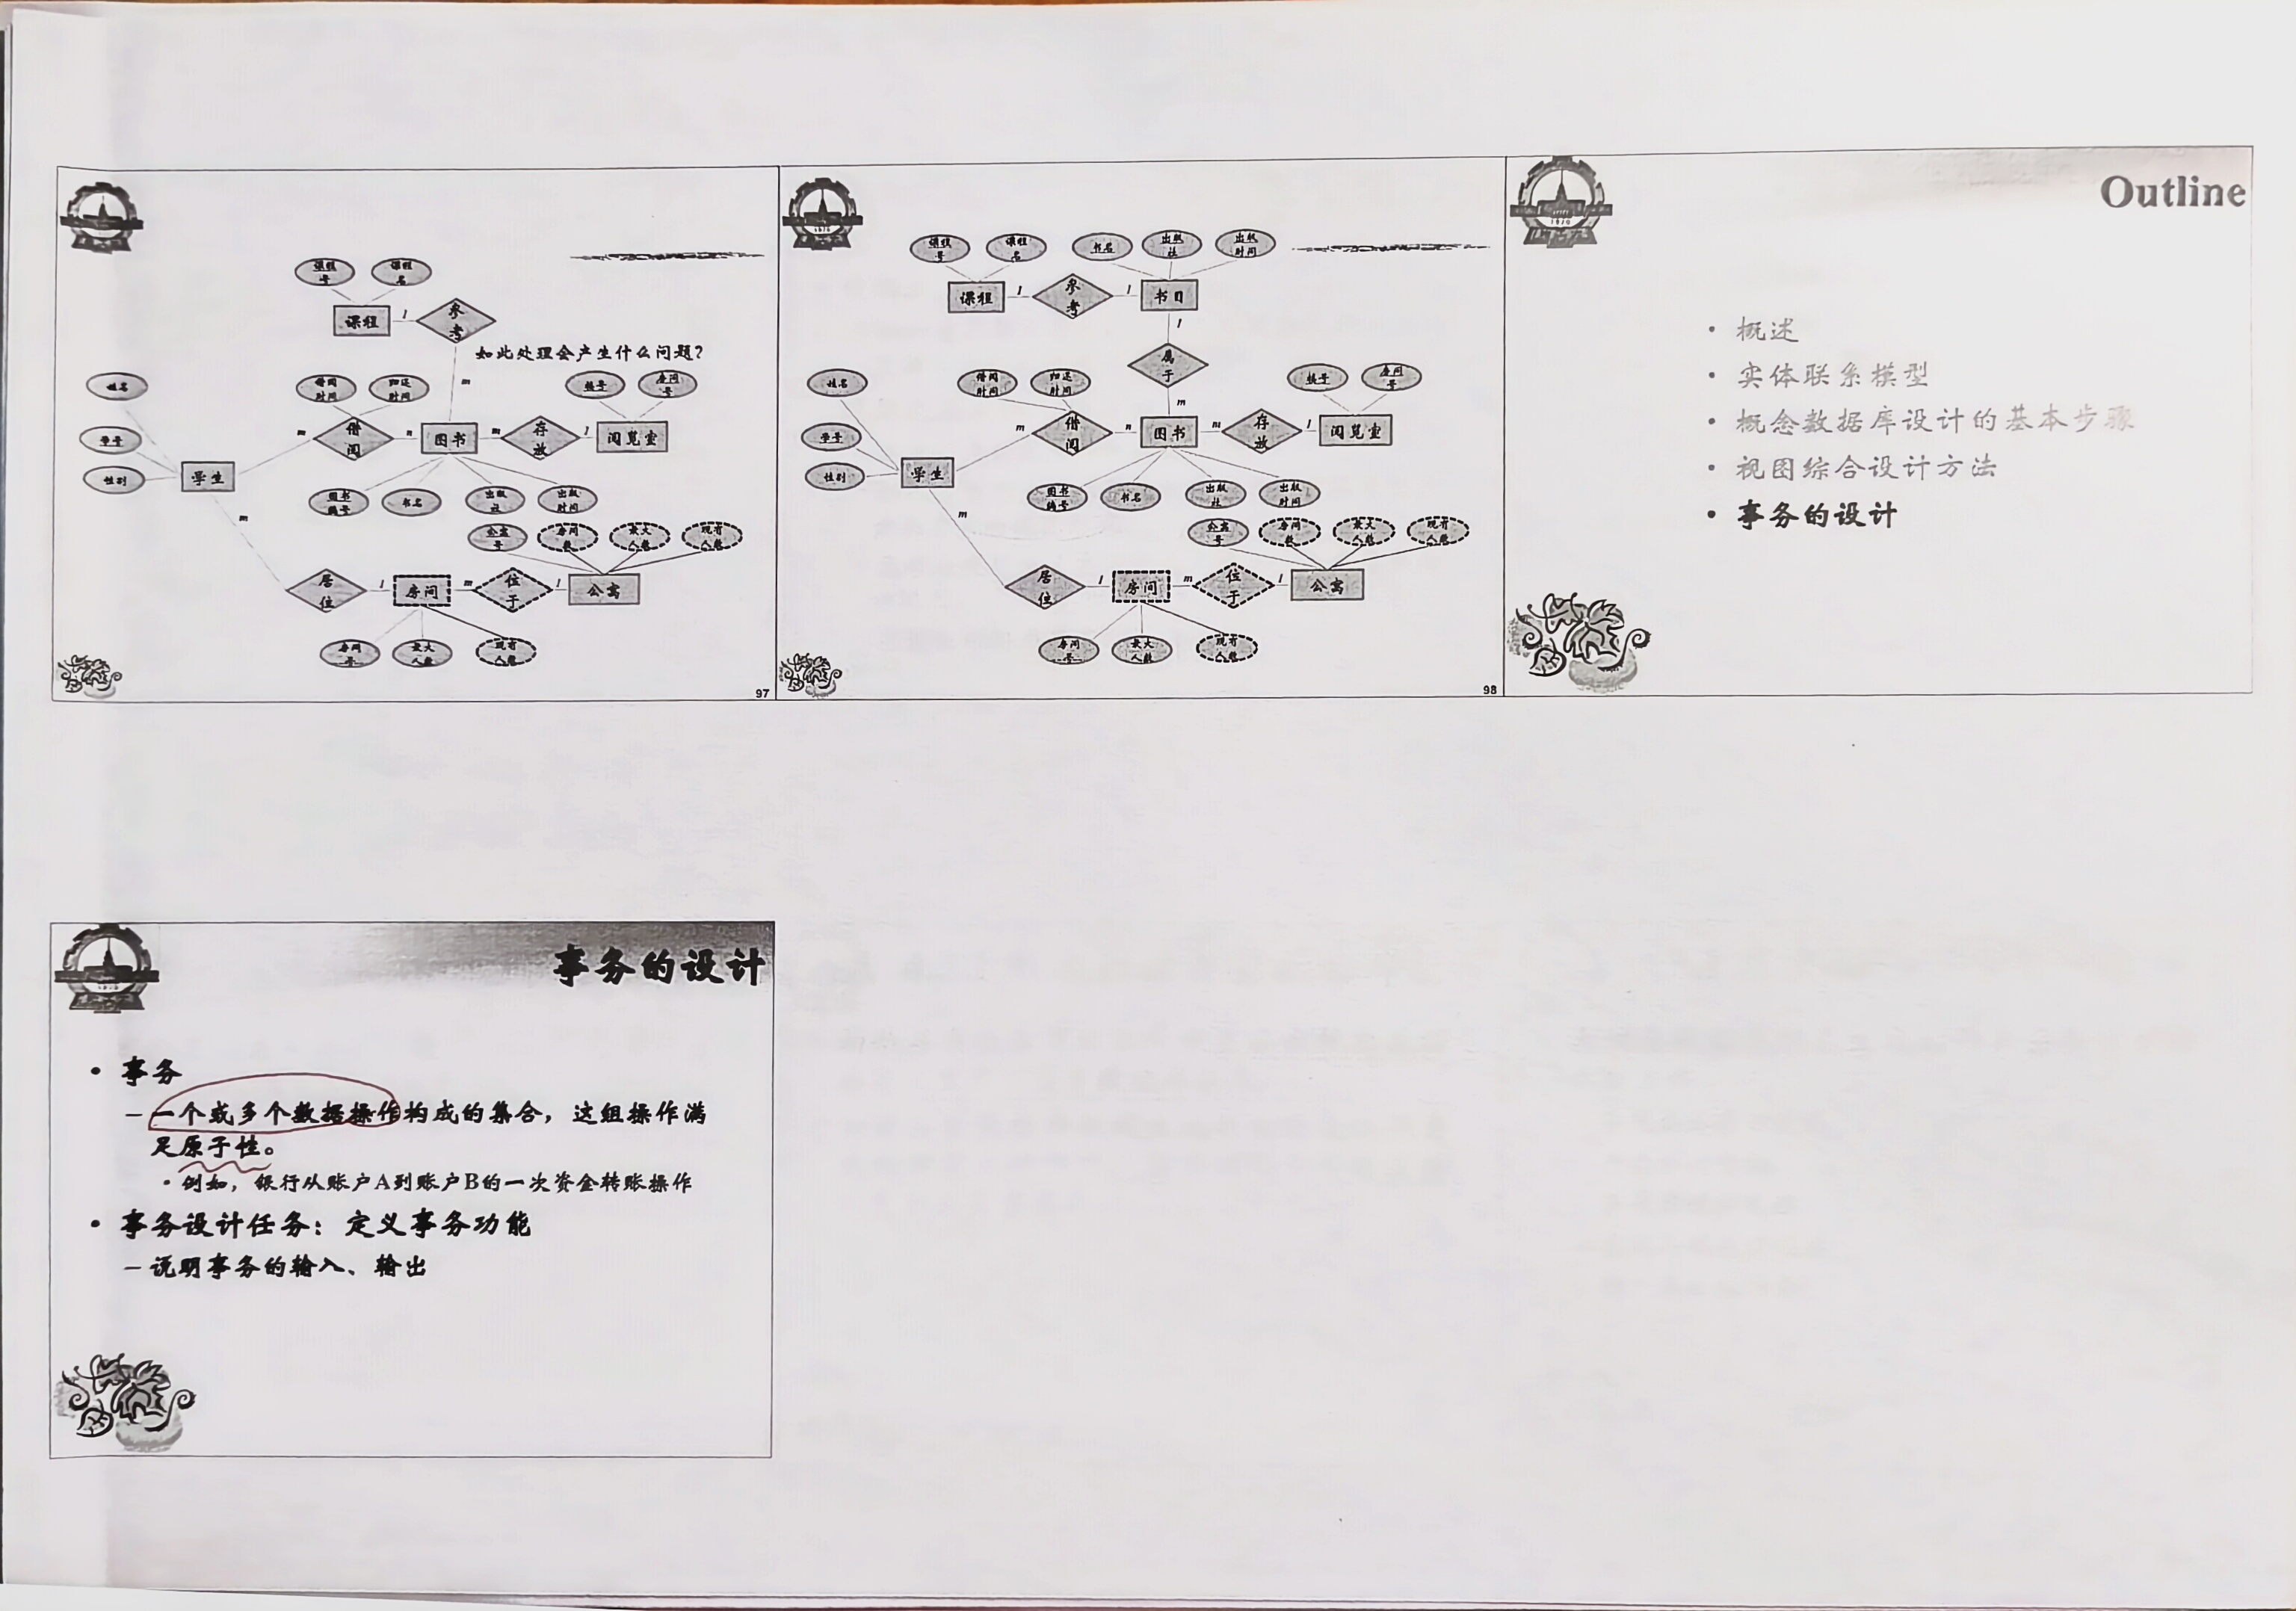 课程号 课程名
课程 1 参考
如此处理会产生什么问题?
m
姓名 借阅时间 归还时间 编号 房间号
学号 m 借阅 n 图书 m 存放 1 阅览室
性别 学生
图书编号 书名 出版社 出版时间
m 公寓号 房间数 最大人数 现有人数
居住 1 房间 m 位于 1 公寓
房间号 最大人数 现有人数
97
课程号 课程名 书名 出版社 出版时间
课程 1 参考 1 书目
1
属于
姓名 借阅时间 归还时间 m 编号 房间号
学号 m 借阅 n 图书 m 存放 1 阅览室
性别 学生
图书编号 书名 出版社 出版时间
m 公寓号 房间数 最大人数 现有人数
居住 1 房间 m 位于 1 公寓
房间号 最大人数 现有人数
98
Outline
• 概述
• 实体联系模型
• 概念数据库设计的基本步骤
• 视图综合设计方法
• 事务的设计
事务的设计
• 事务
– 一个或多个数据操作构成的集合，这组操作满
足原子性。
• 例如，银行从账户A到账户B的一次资金转账操作
• 事务设计任务：定义事务功能
– 说明事务的输入、输出